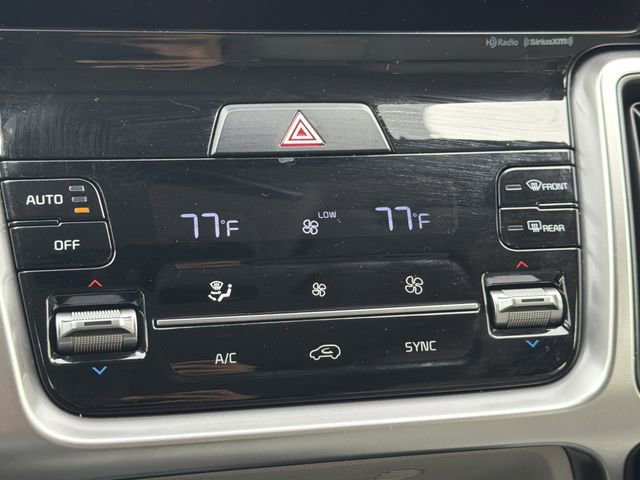 HD Radio ((SiriusXM))
AUTO
OFF
77°F
LOW
77°F
FRONT
REAR
A/C
SYNC